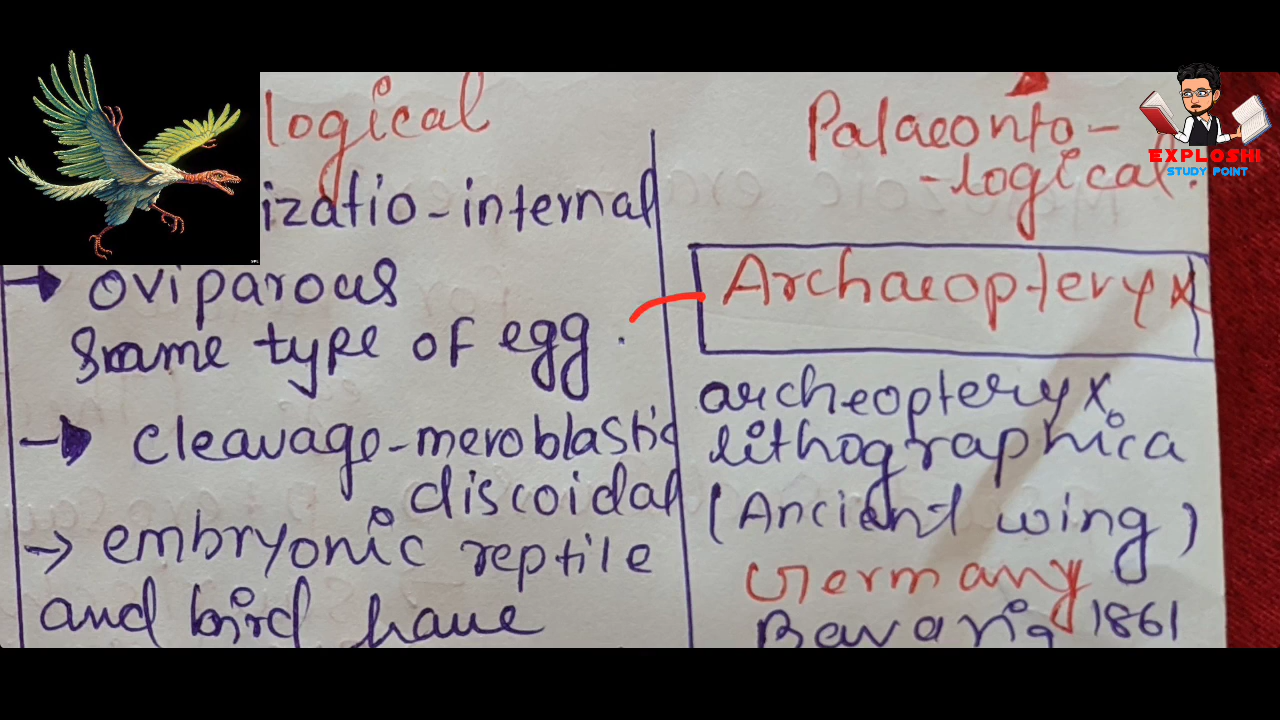 logical
izatio-internal
→ oviparous
same type of egg.
→ cleavage-meroblastic
discoidal
→ embryonic reptile
and bird have
Palaeonto-
-logical.
Archaeopteryx
archeopteryx
lithographica
(Ancient wing)
Germany
Bavaria 1861
EXPLOSHI
STUDY POINT